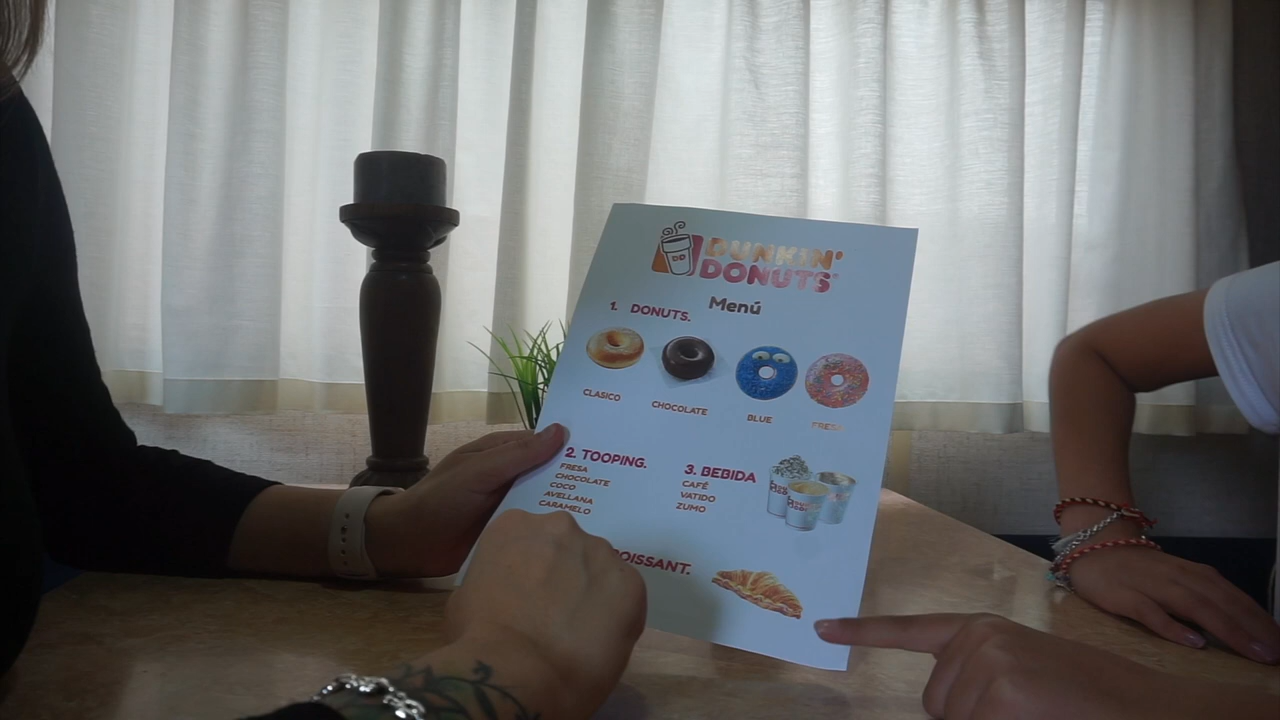 DUNKIN'
DONUTS
Menú
1. DONUTS.
CLASICO
CHOCOLATE
BLUE
FRESA
2. TOOPING.
FRESA
CHOCOLATE
COCO
AVELLANA
CARAMELO
3. BEBIDA
CAFÉ
VATIDO
ZUMO
OISSANT.